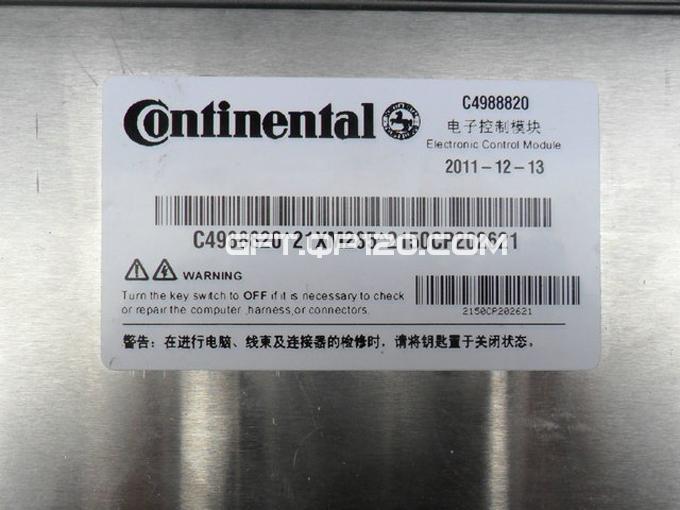 Continental
C4988820
电子控制模块
Electronic Control Module
2011-12-13
GFT.QP120.COM
WARNING
Turn the key switch to OFF if it is necessary to check
or repair the computer ,harness,or connectors.
2150CP202621
警告: 在进行电脑、线束及连接器的检修时, 请将钥匙置于关闭状态。